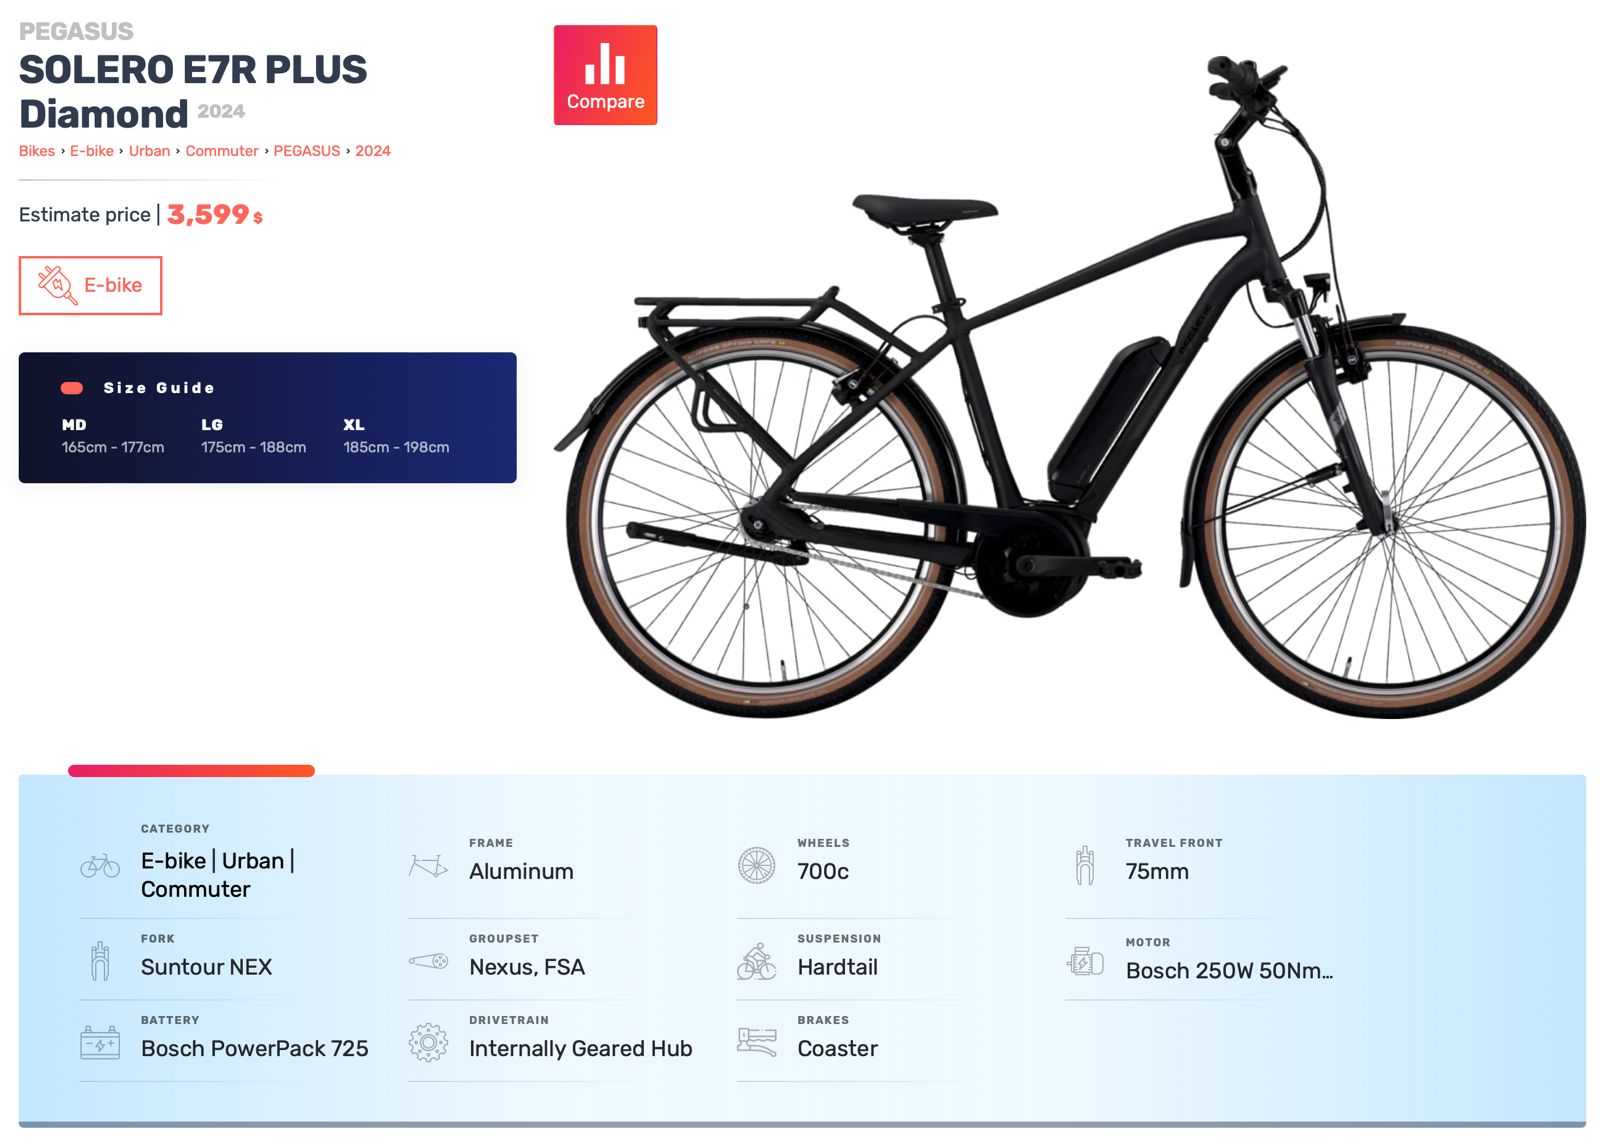 PEGASUS
SOLERO E7R PLUS
Diamond 2024
Bikes › E-bike › Urban › Commuter › PEGASUS › 2024
Estimate price | 3,599 $
E-bike
Size Guide
MD LG XL
165cm - 177cm 175cm - 188cm 185cm - 198cm
Compare
PEGASUS
CATEGORY
E-bike | Urban |
Commuter
FRAME
Aluminum
WHEELS
700c
TRAVEL FRONT
75mm
FORK
Suntour NEX
GROUPSET
Nexus, FSA
SUSPENSION
Hardtail
MOTOR
Bosch 250W 50Nm...
BATTERY
Bosch PowerPack 725
DRIVETRAIN
Internally Geared Hub
BRAKES
Coaster